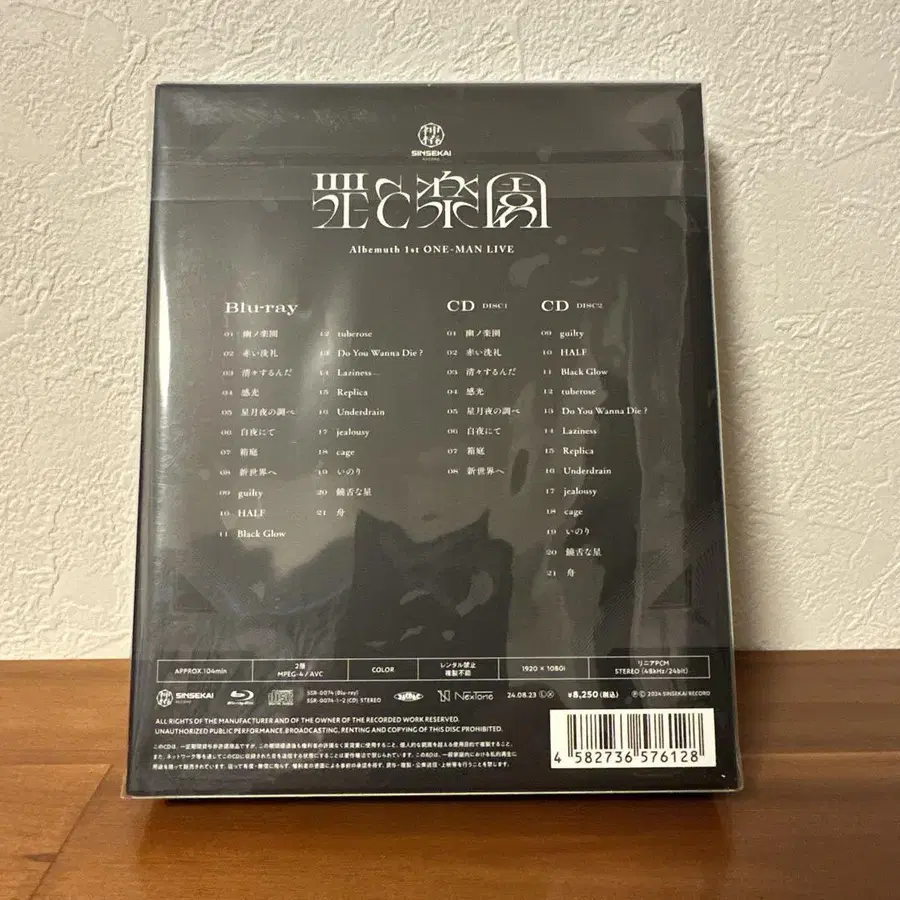 神椿
SINSEKAI
RECORD
Albemuth 1st ONE-MAN LIVE
Blu-ray
01 幽ノ楽園
02 赤い洗礼
03 清々するんだ
04 感光
05 星月夜の調べ
06 白夜にて
07 箱庭
08 新世界へ
09 guilty
10 HALF
11 Black Glow
12 tuberose
13 Do You Wanna Die ?
14 Laziness
15 Replica
16 Underdrain
17 jealousy
18 cage
19 いのり
20 饒舌な星
21 舟
CD DISC1
01 幽ノ楽園
02 赤い洗礼
03 清々するんだ
04 感光
05 星月夜の調べ
06 白夜にて
07 箱庭
08 新世界へ
CD DISC2
09 guilty
10 HALF
11 Black Glow
12 tuberose
13 Do You Wanna Die ?
14 Laziness
15 Replica
16 Underdrain
17 jealousy
18 cage
19 いのり
20 饒舌な星
21 舟
APPROX 104min
2層
MPEG-4 / AVC
COLOR
レンタル禁止
複製不能
1920 × 1080i
リニアPCM
STEREO (48kHz/24bit)
SINSEKAI
RECORD
Blu-ray Disc
SSR-0074 (Blu-ray)
SSR-0074-1~2 (CD) STEREO
NexTone
24.08.23
¥8,250(税込)
Ⓟ©2024 SINSEKAI RECORD
ALL RIGHTS OF THE MANUFACTURER AND OF THE OWNER OF THE RECORDED WORK RESERVED.
UNAUTHORIZED PUBLIC PERFORMANCE, BROADCASTING, RENTING AND COPYING OF THIS DISC PROHIBITED.
4 582736 576128